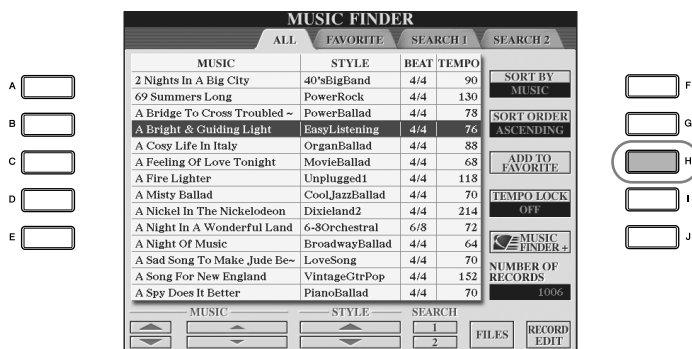 MUSIC FINDER
ALL FAVORITE SEARCH 1 SEARCH 2
MUSIC STYLE BEAT TEMPO
2 Nights In A Big City 40'sBigBand 4/4 90
69 Summers Long PowerRock 4/4 130
A Bridge To Cross Troubled ~ PowerBallad 4/4 78
A Bright & Guiding Light EasyListening 4/4 76
A Cosy Life In Italy OrganBallad 4/4 88
A Feeling Of Love Tonight MovieBallad 4/4 68
A Fire Lighter Unplugged1 4/4 118
A Misty Ballad CoolJazzBallad 4/4 70
A Nickel In The Nickelodeon Dixieland2 4/4 214
A Night In A Wonderful Land 6-8Orchestral 6/8 72
A Night Of Music BroadwayBallad 4/4 64
A Sad Song To Make Jude Be~ LoveSong 4/4 70
A Song For New England VintageGtrPop 4/4 152
A Spy Does It Better PianoBallad 4/4 70
SORT BY
MUSIC
SORT ORDER
ASCENDING
ADD TO
FAVORITE
TEMPO LOCK
OFF
MUSIC
FINDER +
NUMBER OF
RECORDS
1006
MUSIC STYLE SEARCH
1
2
FILES
RECORD
EDIT
A
B
C
D
E
F
G
H
I
J